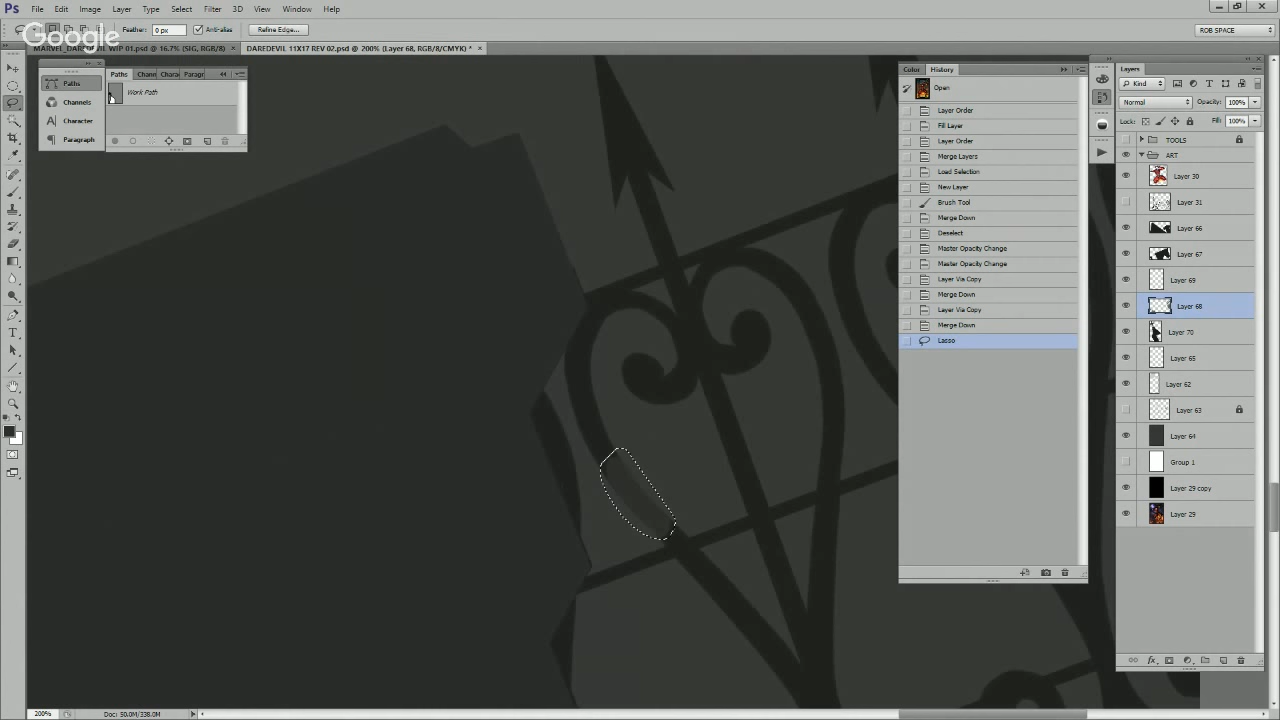 Ps File Edit Image Layer Type Select Filter 3D View Window Help
Feather: 0 px Anti-alias Refine Edge... ROB SPACE
Google
MARVEL_DAREDEVIL WIP 01.psd @ 16.7% (SIG, RGB/8) × DAREDEVIL 11X17 REV 02.psd @ 200% (Layer 68, RGB/8/CMYK) * ×
Paths
Channels
Character
Paragraph
Paths Chann Chara Paragr
Work Path
Color History
Open
Layer Order
Fill Layer
Layer Order
Merge Layers
Load Selection
New Layer
Brush Tool
Merge Down
Deselect
Master Opacity Change
Master Opacity Change
Layer Via Copy
Merge Down
Layer Via Copy
Merge Down
Lasso
Layers
Kind
Normal Opacity: 100%
Lock: Fill: 100%
TOOLS
ART
Layer 30
Layer 31
Layer 66
Layer 67
Layer 69
Layer 68
Layer 70
Layer 65
Layer 62
Layer 63
Layer 64
Group 1
Layer 29 copy
Layer 29
200% Doc: 50.0M/338.0M